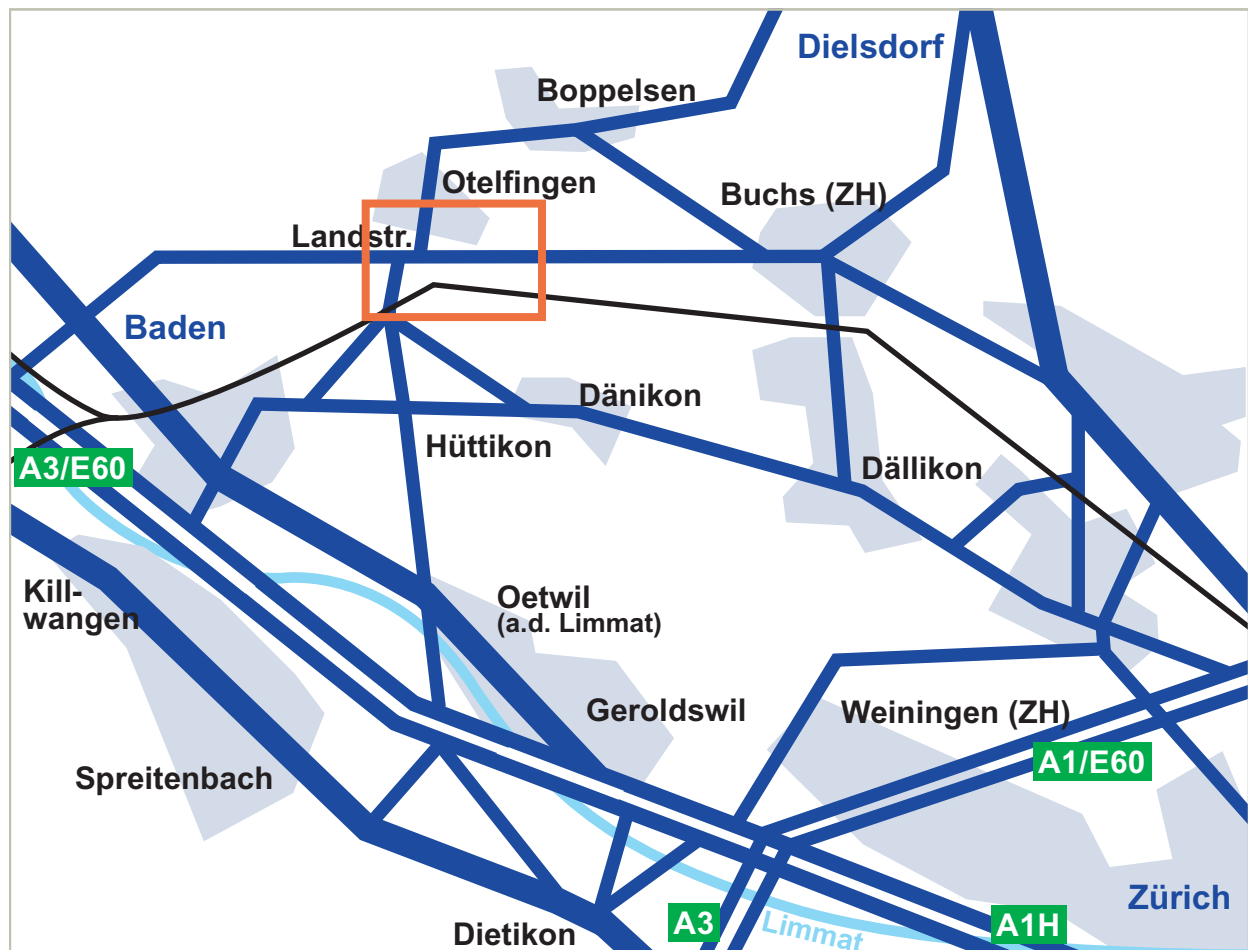 Dielsdorf
Boppelsen
Otelfingen
Buchs (ZH)
Landstr.
Baden
Dänikon
Hüttikon
Dällikon
A3/E60
Kill-
wangen
Oetwil
(a.d. Limmat)
Geroldswil
Weiningen (ZH)
A1/E60
Spreitenbach
Zürich
A3
A1H
Limmat
Dietikon